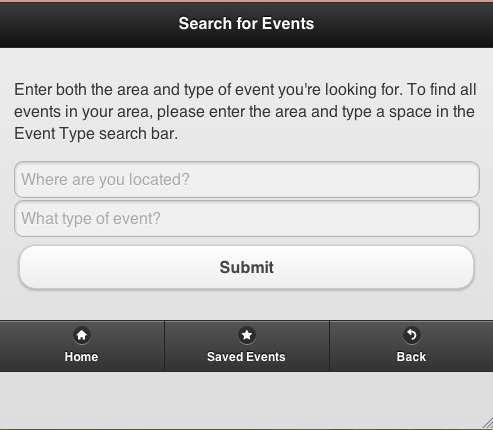 Search for Events
Enter both the area and type of event you're looking for. To find all
events in your area, please enter the area and type a space in the
Event Type search bar.
Where are you located?
What type of event?
Submit
Home
Saved Events
Back